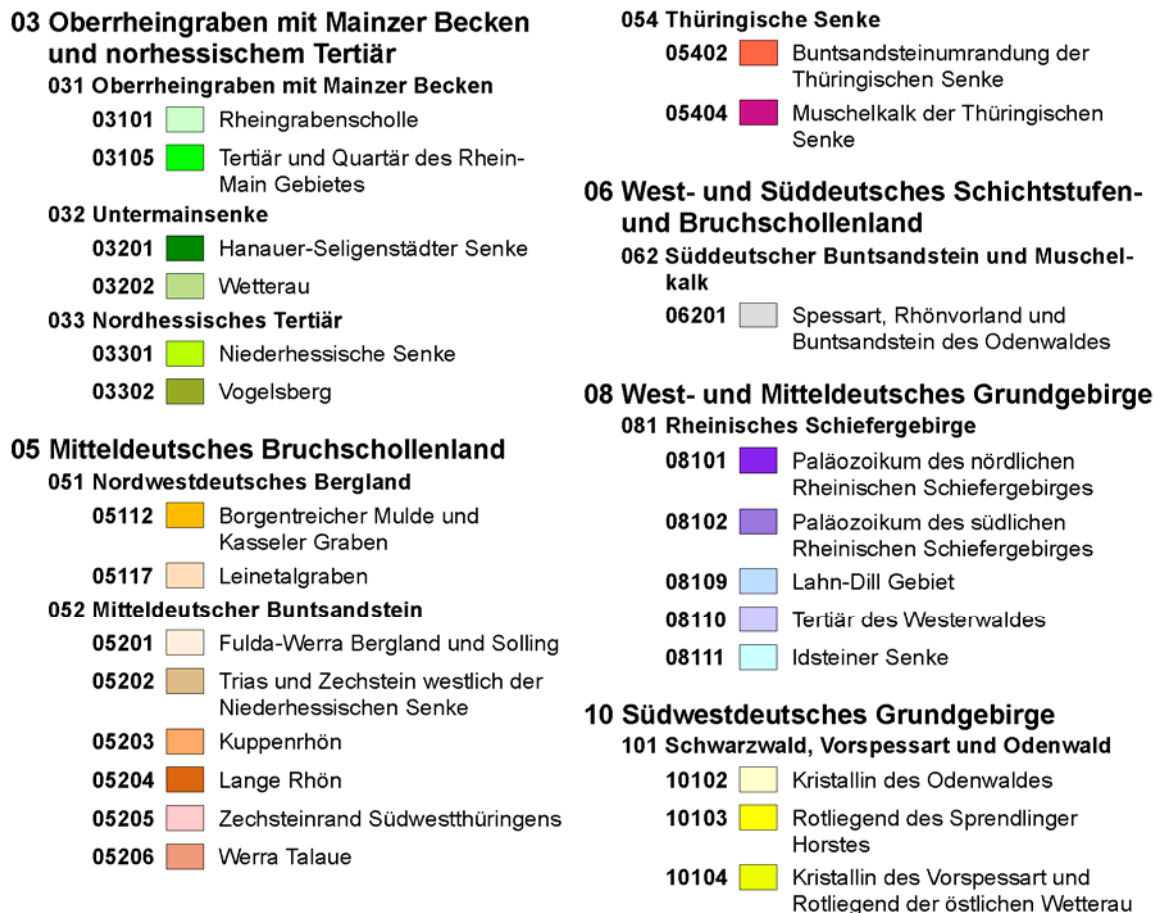 03 Oberrheingraben mit Mainzer Becken
und norhessischem Tertiär
031 Oberrheingraben mit Mainzer Becken
03101 Rheingrabenscholle
03105 Tertiär und Quartär des Rhein-
Main Gebietes
032 Untermainsenke
03201 Hanauer-Seligenstädter Senke
03202 Wetterau
033 Nordhessisches Tertiär
03301 Niederhessische Senke
03302 Vogelsberg
05 Mitteldeutsches Bruchschollenland
051 Nordwestdeutsches Bergland
05112 Borgentreicher Mulde und
Kasseler Graben
05117 Leinetalgraben
052 Mitteldeutscher Buntsandstein
05201 Fulda-Werra Bergland und Solling
05202 Trias und Zechstein westlich der
Niederhessischen Senke
05203 Kuppenrhön
05204 Lange Rhön
05205 Zechsteinrand Südwestthüringens
05206 Werra Talaue
054 Thüringische Senke
05402 Buntsandsteinumrandung der
Thüringischen Senke
05404 Muschelkalk der Thüringischen
Senke
06 West- und Süddeutsches Schichtstufen-
und Bruchschollenland
062 Süddeutscher Buntsandstein und Muschel-
kalk
06201 Spessart, Rhönvorland und
Buntsandstein des Odenwaldes
08 West- und Mitteldeutsches Grundgebirge
081 Rheinisches Schiefergebirge
08101 Paläozoikum des nördlichen
Rheinischen Schiefergebirges
08102 Paläozoikum des südlichen
Rheinischen Schiefergebirges
08109 Lahn-Dill Gebiet
08110 Tertiär des Westerwaldes
08111 Idsteiner Senke
10 Südwestdeutsches Grundgebirge
101 Schwarzwald, Vorspessart und Odenwald
10102 Kristallin des Odenwaldes
10103 Rotliegend des Sprendlinger
Horstes
10104 Kristallin des Vorspessart und
Rotliegend der östlichen Wetterau